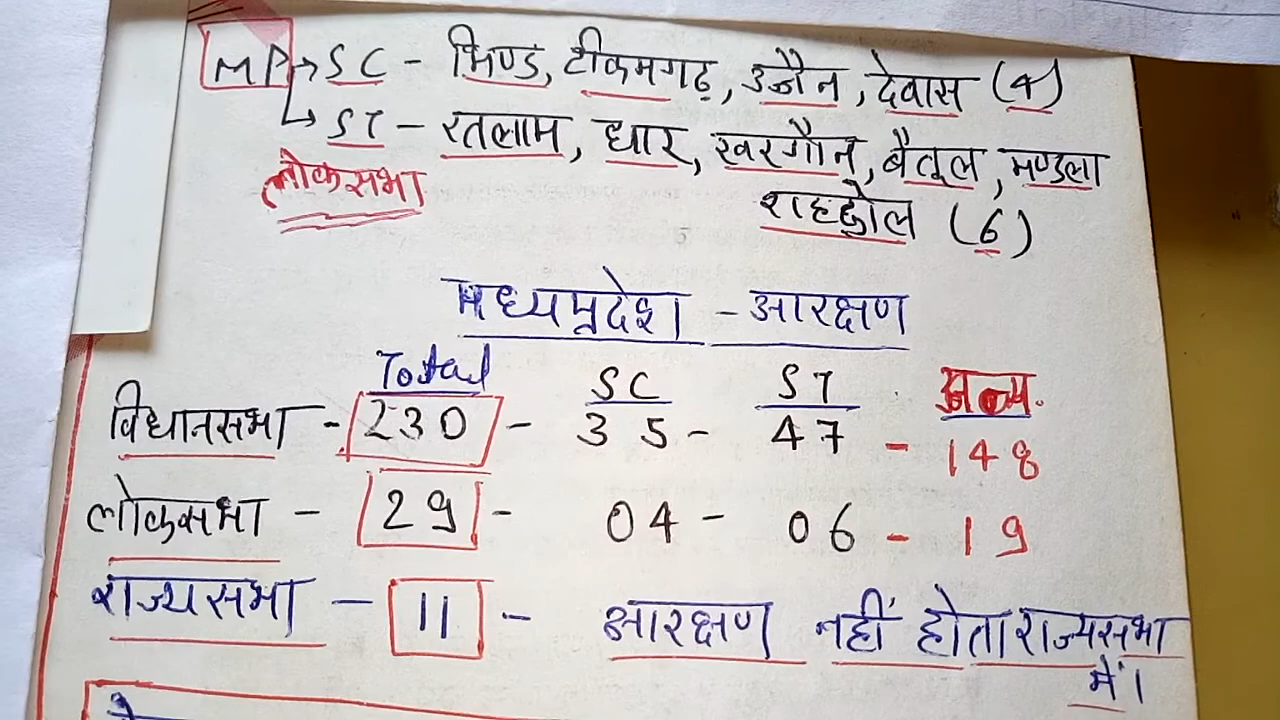 MP → SC - भिण्ड, टीकमगढ़, उज्जैन, देवास (4)
↳ ST - रतलाम, धार, खरगौन, बैतूल, मण्डला
लोकसभा शहडोल (6)
मध्यप्रदेश - आरक्षण
Total SC ST अन्य.
विधानसभा - 230 - 35 - 47 - 148
लोकसभा - 29 - 04 - 06 - 19
राज्यसभा - 11 - आरक्षण नहीं होता राज्यसभा
में।